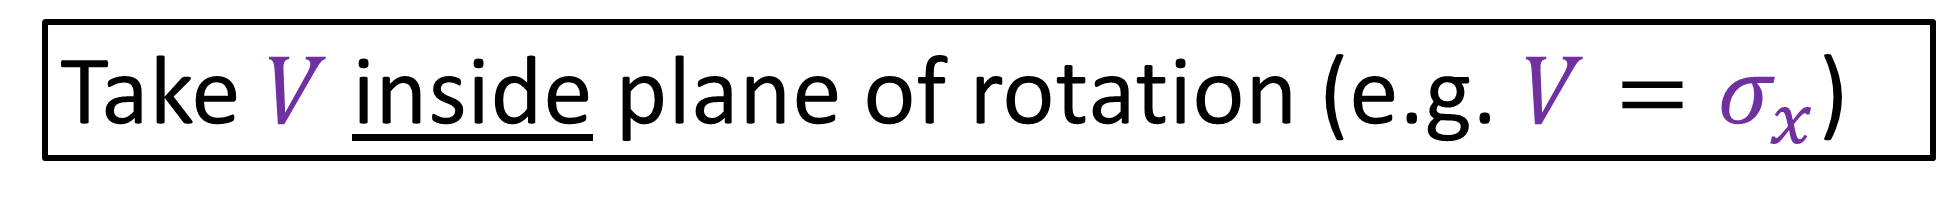 Take V inside plane of rotation (e.g. V = σₓ)